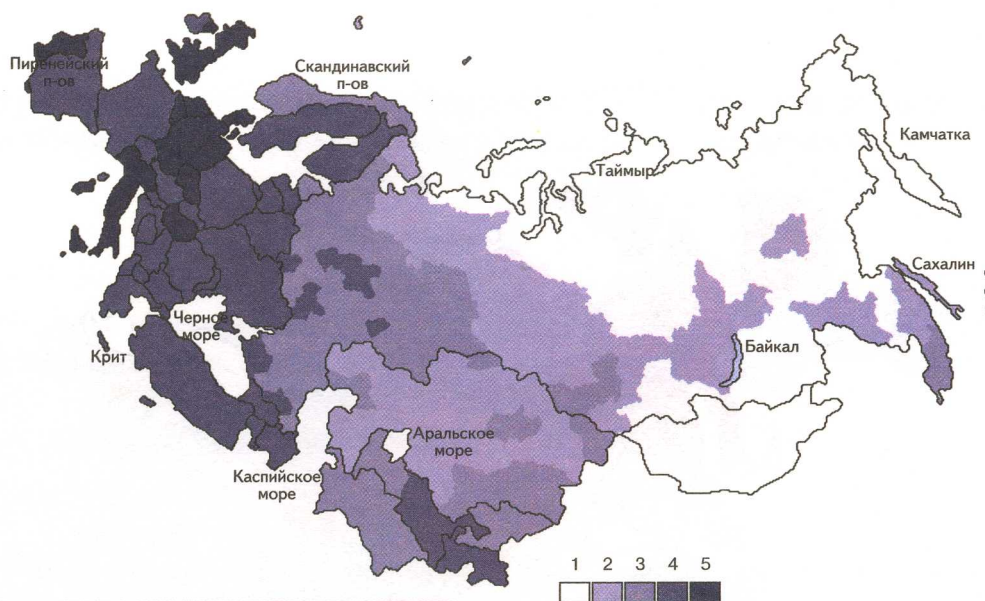 Пиренейский
п-ов
Скандинавский
п-ов
Камчатка
Таймыр
Сахалин
Черное
море
Крит
Байкал
Аральское
море
Каспийское
море
1 2 3 4 5